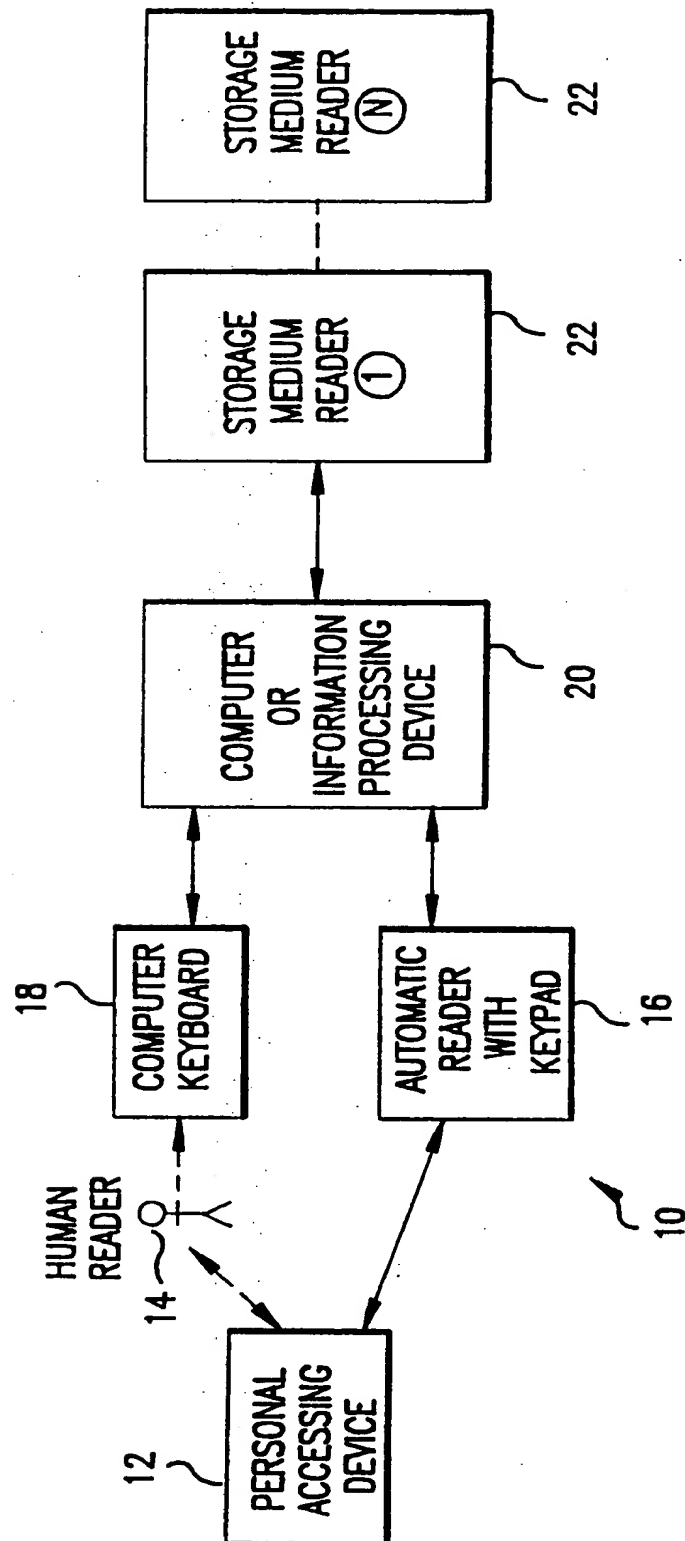 12
PERSONAL
ACCESSING
DEVICE
HUMAN
READER
14
18
COMPUTER
KEYBOARD
AUTOMATIC
READER
WITH
KEYPAD
16
10
COMPUTER
OR
INFORMATION
PROCESSING
DEVICE
20
STORAGE
MEDIUM
READER
1
22
STORAGE
MEDIUM
READER
N
22